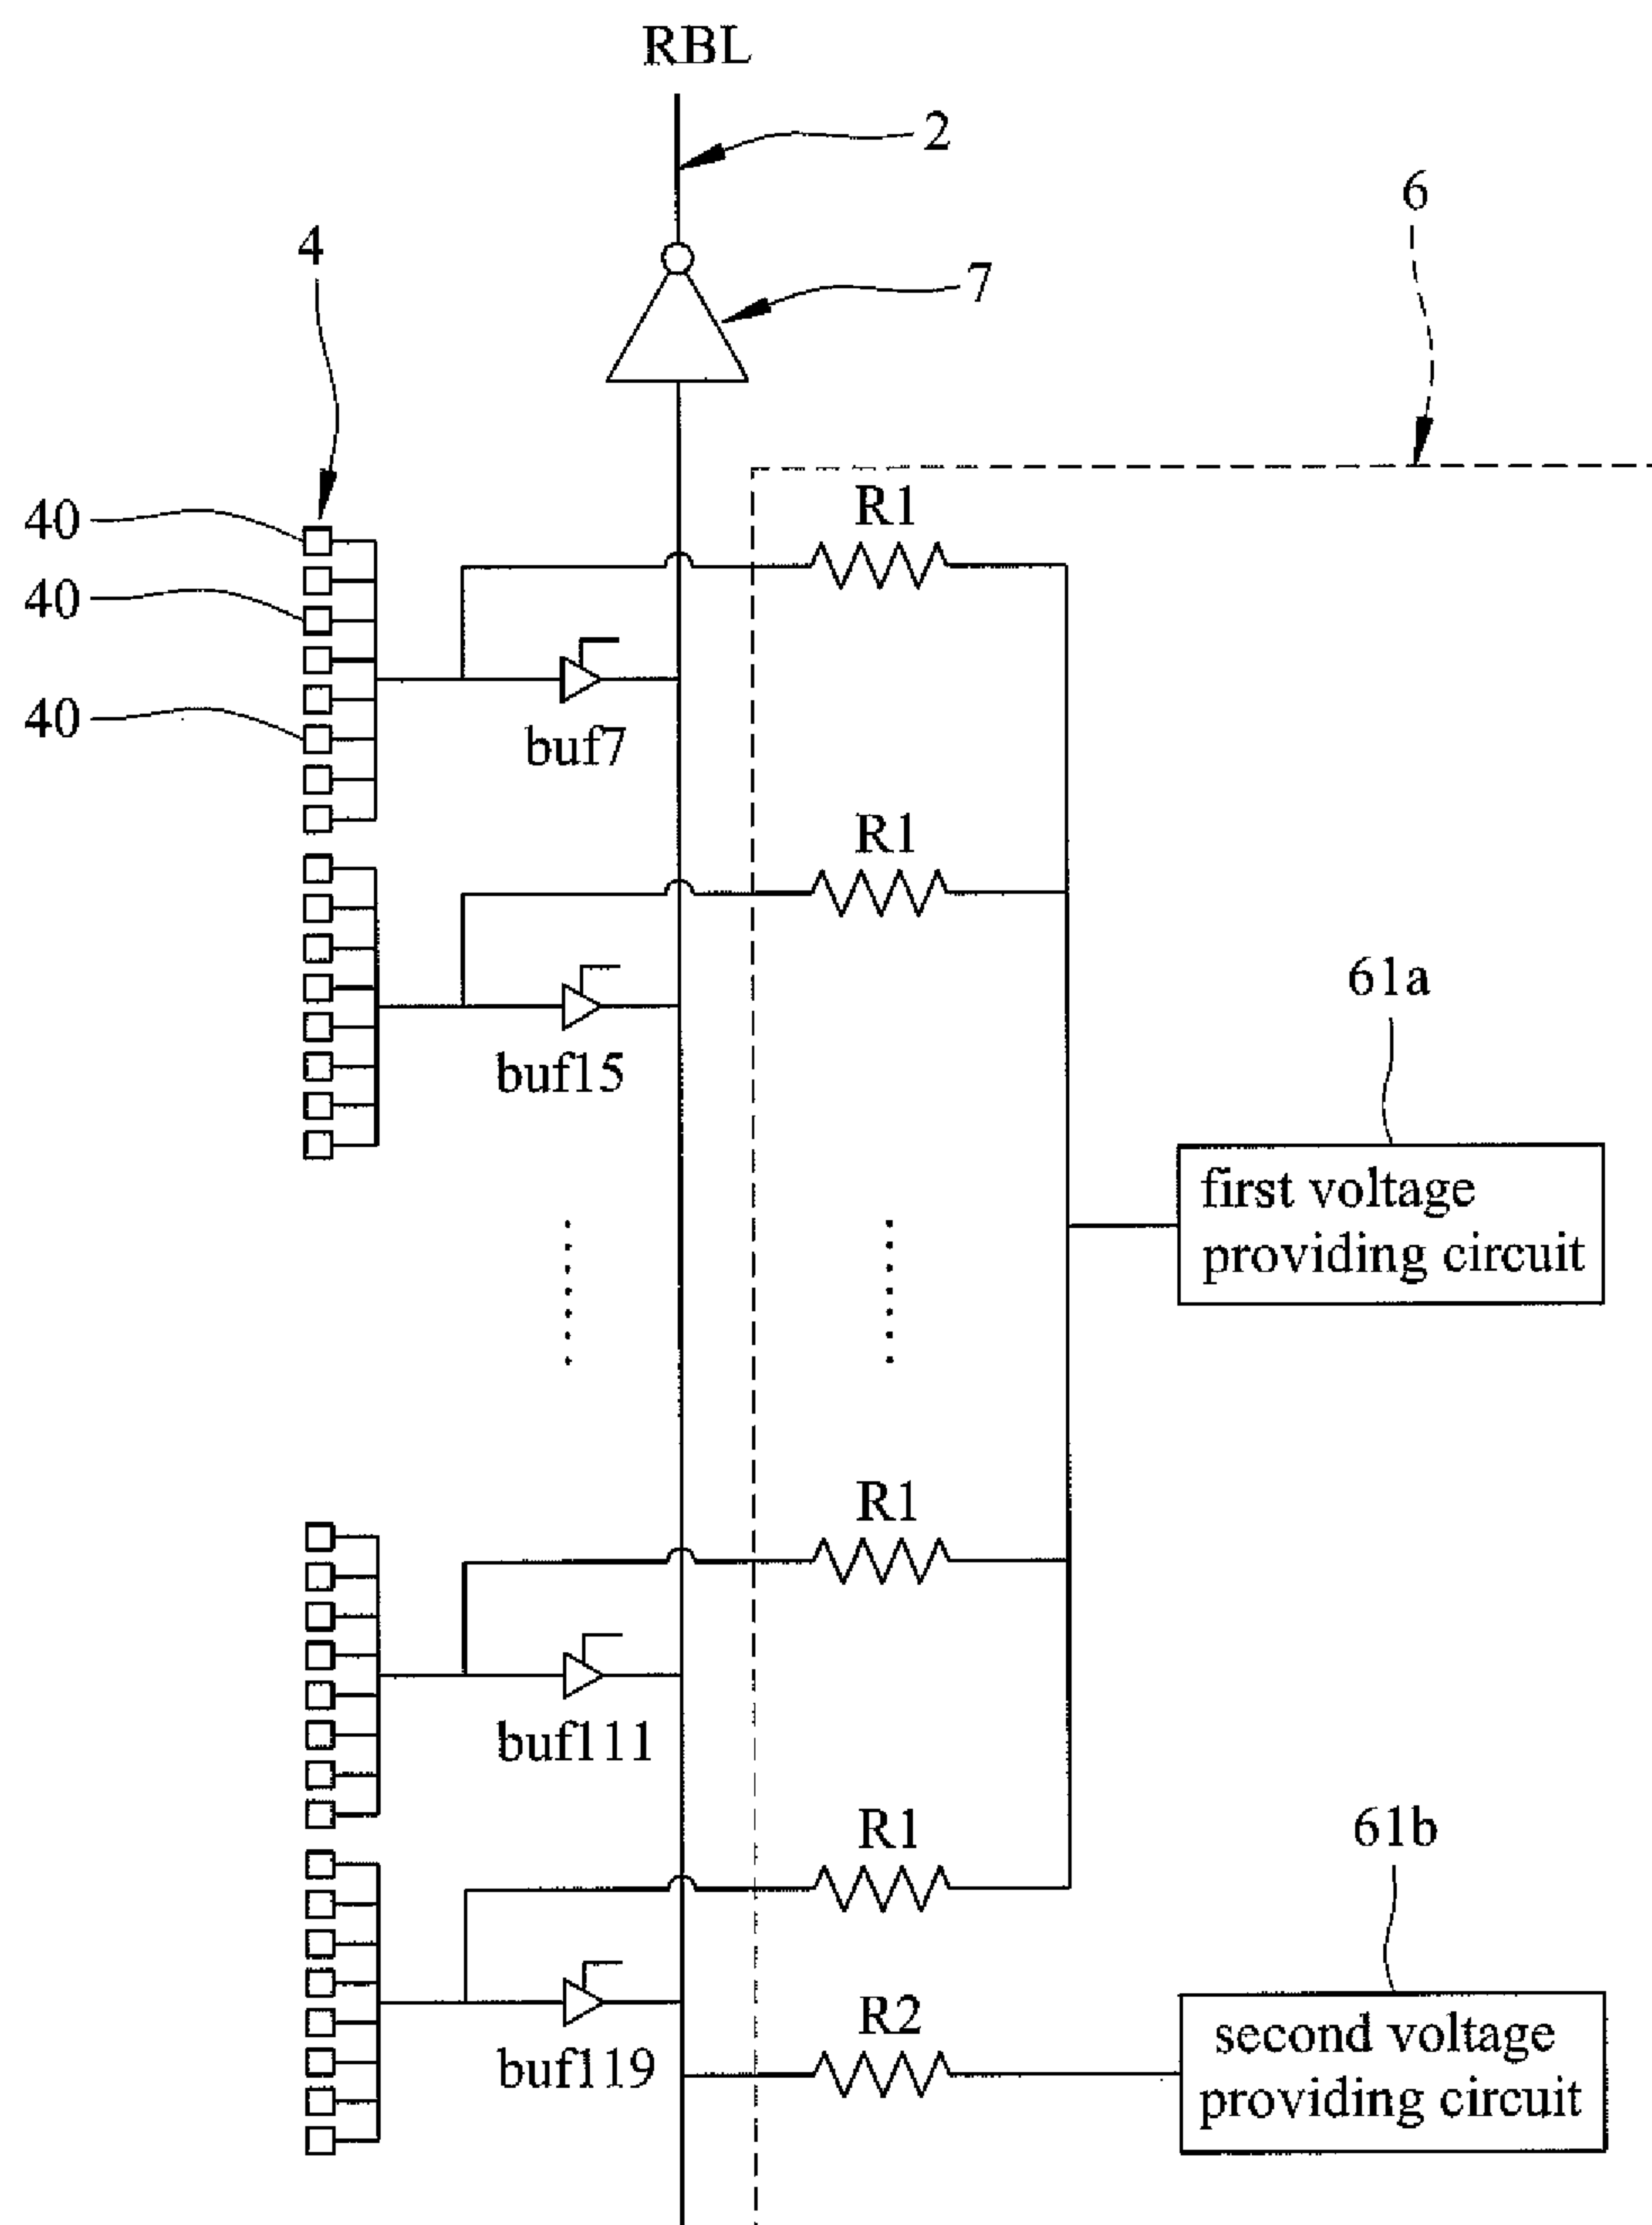 RBL
2
6
4
7
R1
40
40
40
buf7
R1
61a
buf15
first voltage
providing circuit
R1
buf111
R1
61b
R2
buf119
second voltage
providing circuit